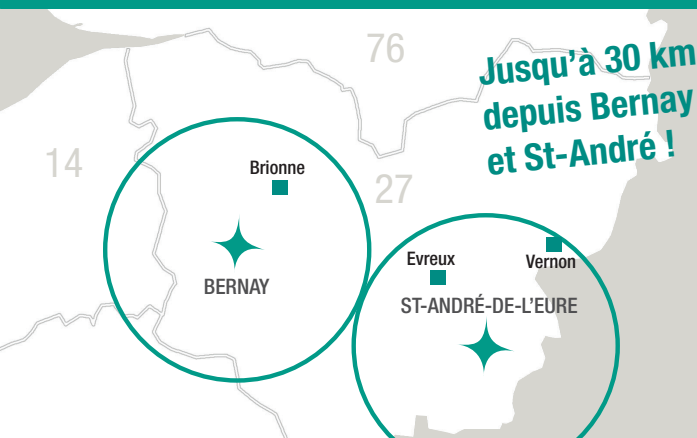 76
Jusqu'à 30 km
depuis Bernay
et St-André !
14
Brionne
27
Evreux
Vernon
BERNAY
ST-ANDRÉ-DE-L'EURE